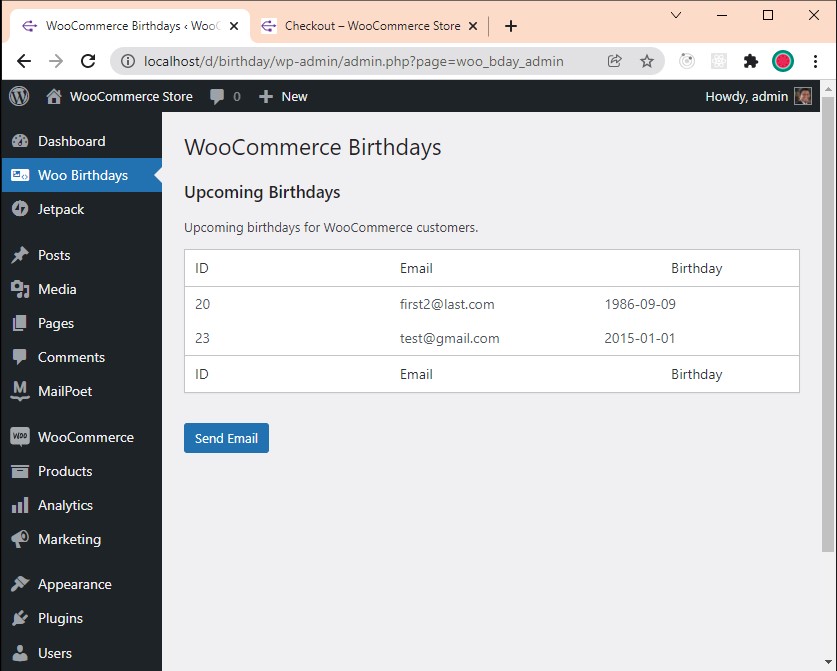 WooCommerce Birthdays ‹ WooC
Checkout – WooCommerce Store
localhost/d/birthday/wp-admin/admin.php?page=woo_bday_admin
WooCommerce Store 0 New Howdy, admin
Dashboard
Woo Birthdays
Jetpack
Posts
Media
Pages
Comments
MailPoet
WooCommerce
Products
Analytics
Marketing
Appearance
Plugins
Users
WooCommerce Birthdays
Upcoming Birthdays
Upcoming birthdays for WooCommerce customers.
ID Email Birthday
20 first2@last.com 1986-09-09
23 test@gmail.com 2015-01-01
ID Email Birthday
Send Email